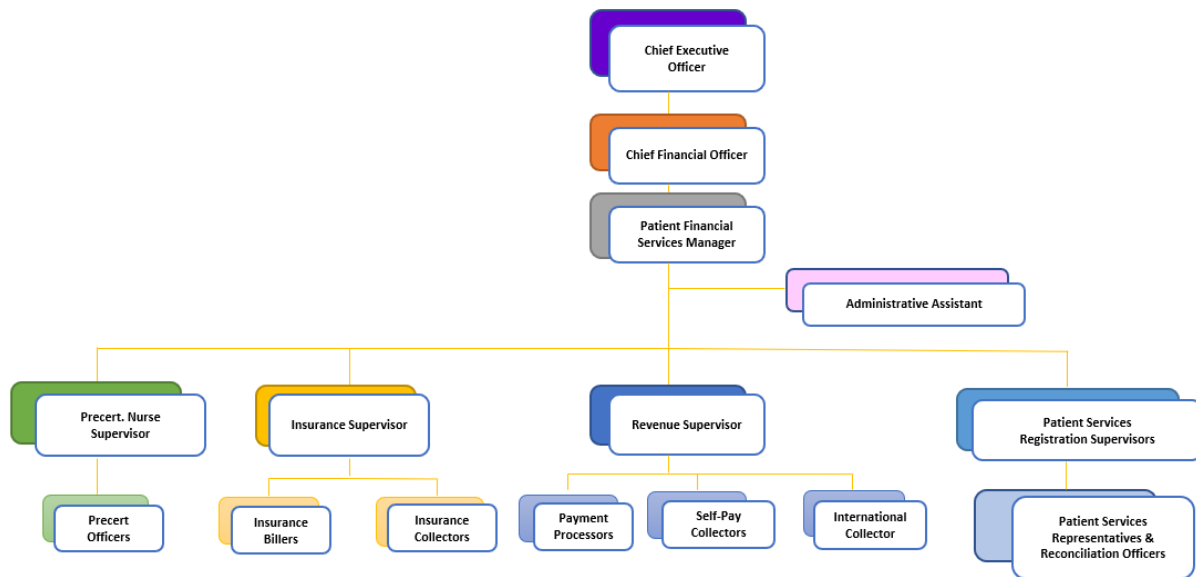 Chief Executive
Officer
Chief Financial Officer
Patient Financial
Services Manager
Administrative Assistant
Precert. Nurse
Supervisor
Insurance Supervisor
Revenue Supervisor
Patient Services
Registration Supervisors
Precert
Officers
Insurance
Billers
Insurance
Collectors
Payment
Processors
Self-Pay
Collectors
International
Collector
Patient Services
Representatives &
Reconciliation Officers